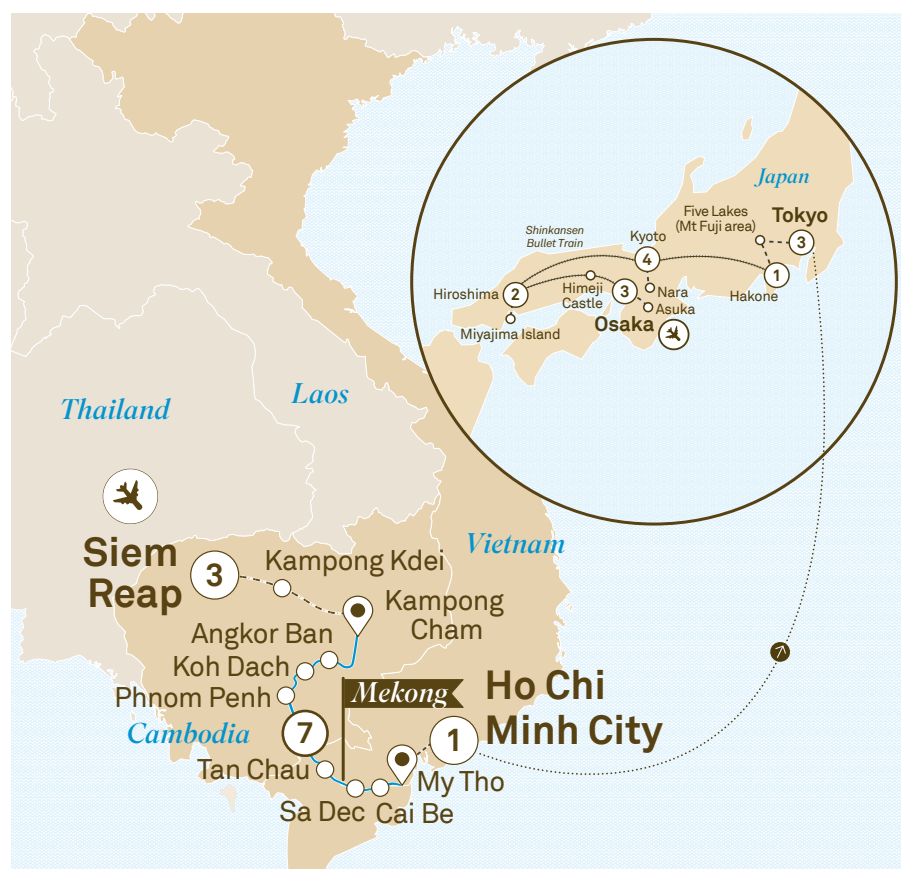 Japan
Five Lakes
(Mt Fuji area)
Tokyo
3
Shinkansen
Bullet Train
Kyoto
4
1
Hakone
Hiroshima
2
Himeji
Castle
3
Nara
Asuka
Osaka
Miyajima Island
Thailand
Laos
Vietnam
Siem
Reap
3
Kampong Kdei
Kampong
Cham
Angkor Ban
Koh Dach
Phnom Penh
Mekong
Ho Chi
Minh City
1
Cambodia
7
Tan Chau
My Tho
Sa Dec
Cai Be